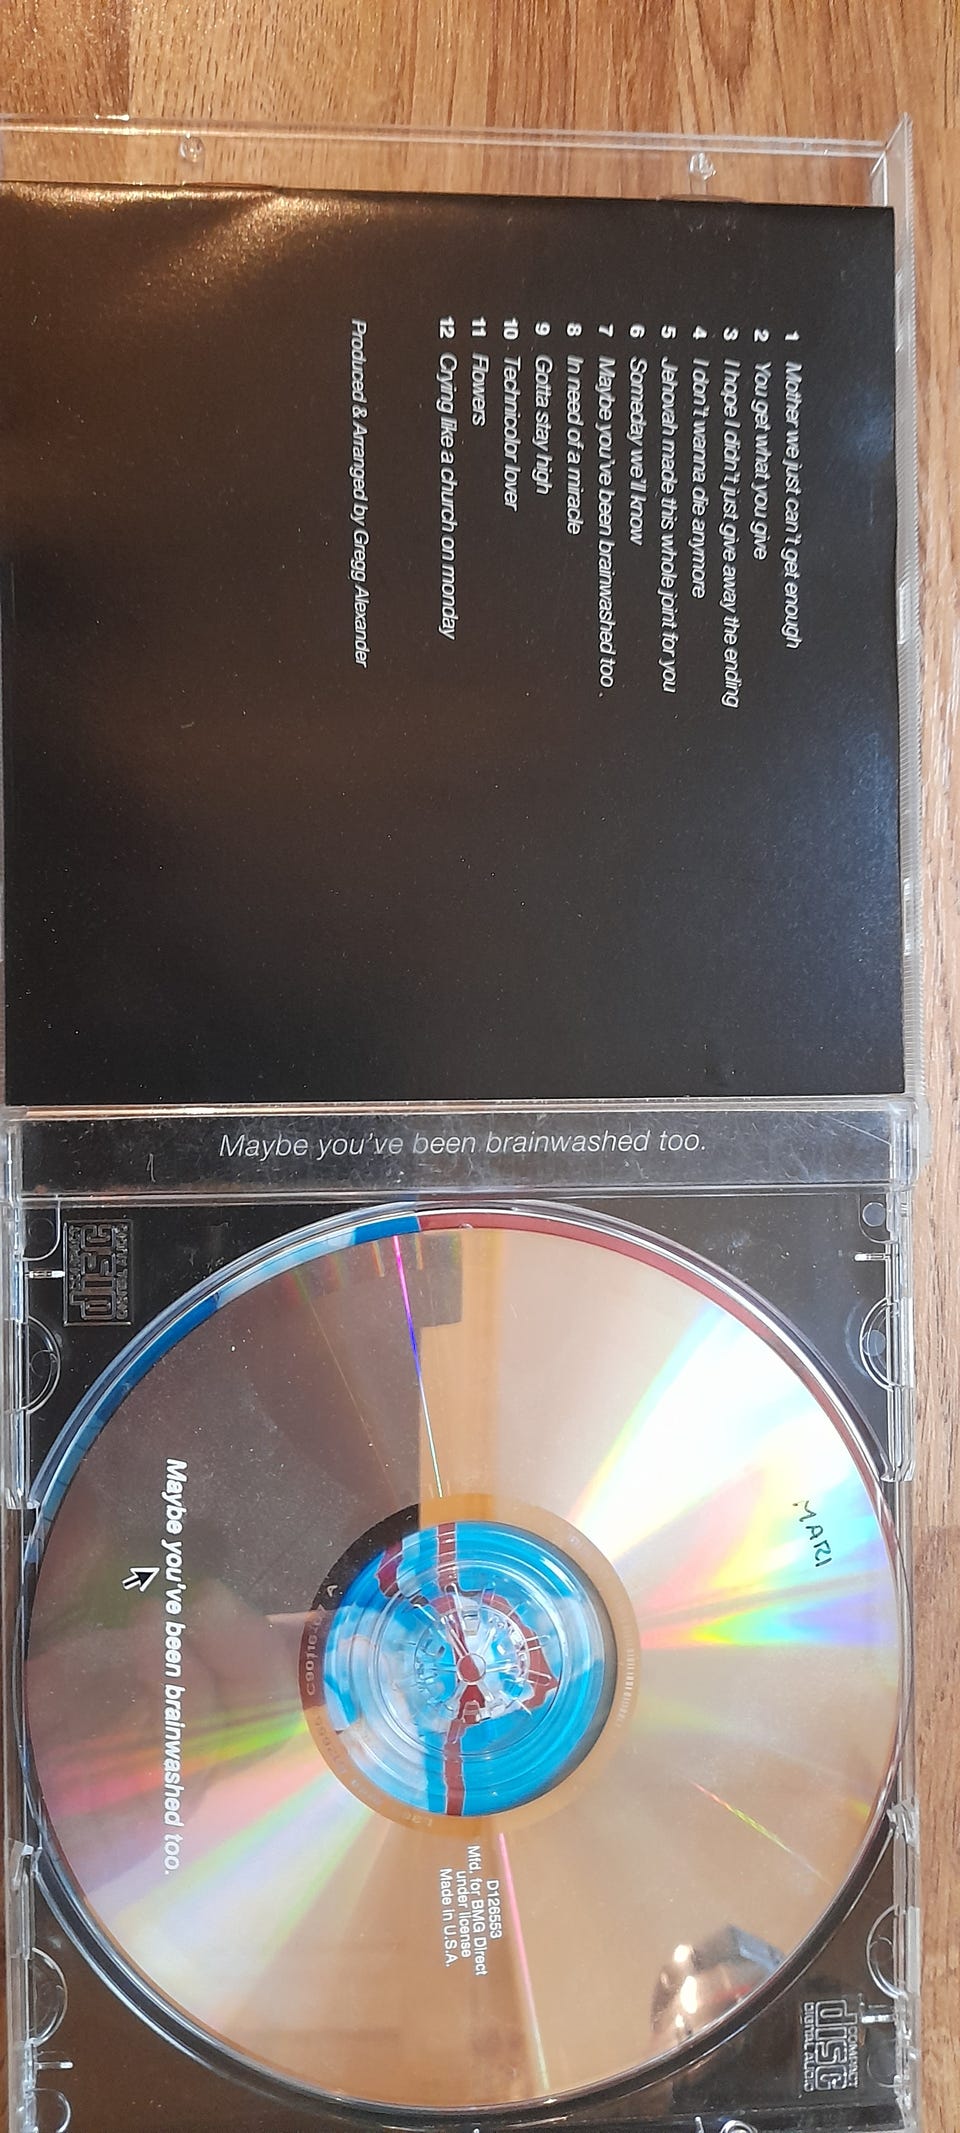 1 Mother we just can't get enough
2 You get what you give
3 I hope I didn't just give away the ending
4 I don't wanna die anymore
5 Jehovah made this whole joint for you
6 Someday we'll know
7 Maybe you've been brainwashed too.
8 In need of a miracle
9 Gotta stay high
10 Technicolor lover
11 Flowers
12 Crying like a church on monday
Produced & Arranged by Gregg Alexander
Maybe you've been brainwashed too.
COMPACT
disc
DIGITAL AUDIO
MARI
Maybe you've been brainwashed too.
D126553
Mfd. for BMG Direct
under license
Made in U.S.A.
COMPACT
disc
DIGITAL AUDIO